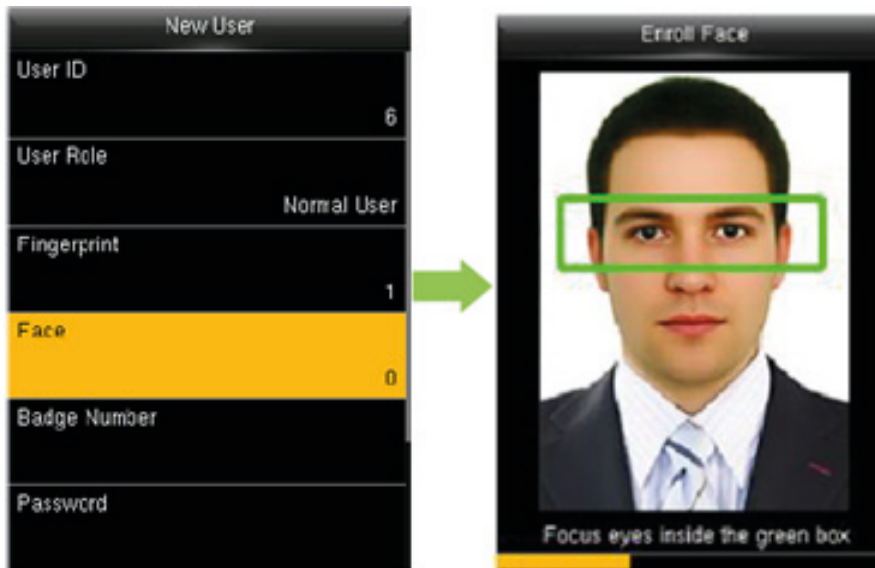 New User
User ID
6
User Role
Normal User
Fingerprint
1
Face
0
Badge Number
Password
Enroll Face
Focus eyes inside the green box